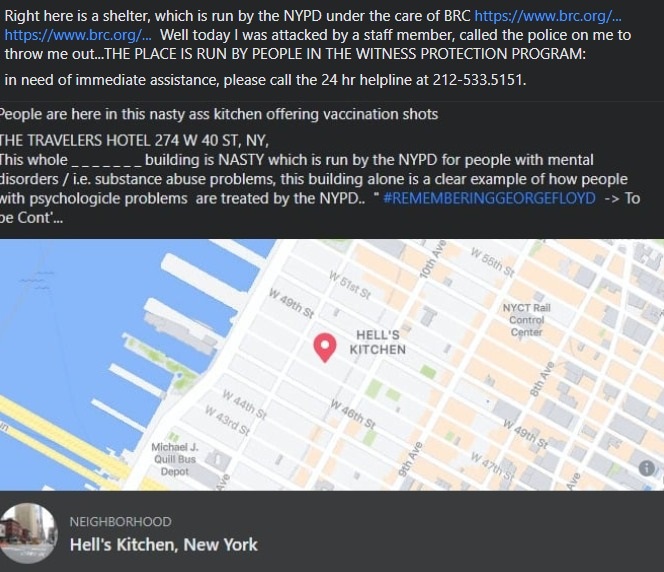 Right here is a shelter, which is run by the NYPD under the care of BRC https://www.brc.org/...
https://www.brc.org/... Well today I was attacked by a staff member, called the police on me to
throw me out...THE PLACE IS RUN BY PEOPLE IN THE WITNESS PROTECTION PROGRAM:
in need of immediate assistance, please call the 24 hr helpline at 212-533.5151.
People are here in this nasty ass kitchen offering vaccination shots
THE TRAVELERS HOTEL 274 W 40 ST, NY,
This whole _ _ _ _ _ _ _ building is NASTY which is run by the NYPD for people with mental
disorders / i.e. substance abuse problems, this building alone is a clear example of how people
with psychologicle problems are treated by the NYPD.. " #REMEMBERINGGEORGEFLOYD -> To
be Cont'...
10th Ave
W 55th St
W 51st St
W 49th St
NYCT Rail
Control
Center
HELL'S
KITCHEN
8th Ave
W 44th St
W 46th St
W 43rd St
W 49th St
Michael J.
Quill Bus
Depot
9th Ave
W 47th St
Ave
NEIGHBORHOOD
Hell's Kitchen, New York